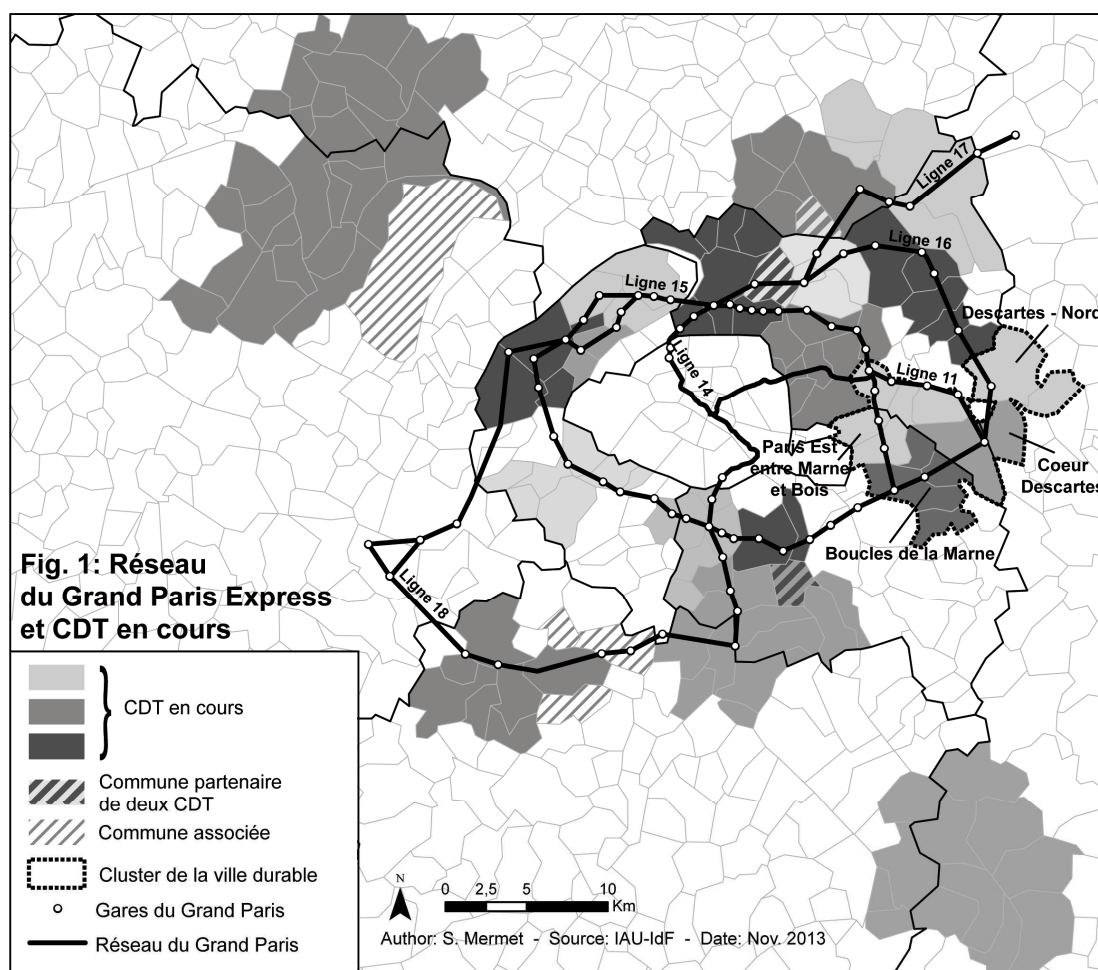 Ligne 17
Ligne 16
Ligne 15
Descartes - Nord
Ligne 14
Ligne 11
Paris Est
entre Marne
et Bois
Coeur
Descartes
Boucles de la Marne
Ligne 18
Fig. 1: Réseau
du Grand Paris Express
et CDT en cours
CDT en cours
Commune partenaire
de deux CDT
Commune associée
Cluster de la ville durable
Gares du Grand Paris
Réseau du Grand Paris
N
0 2,5 5 10
Km
Author: S. Mermet - Source: IAU-IdF - Date: Nov. 2013